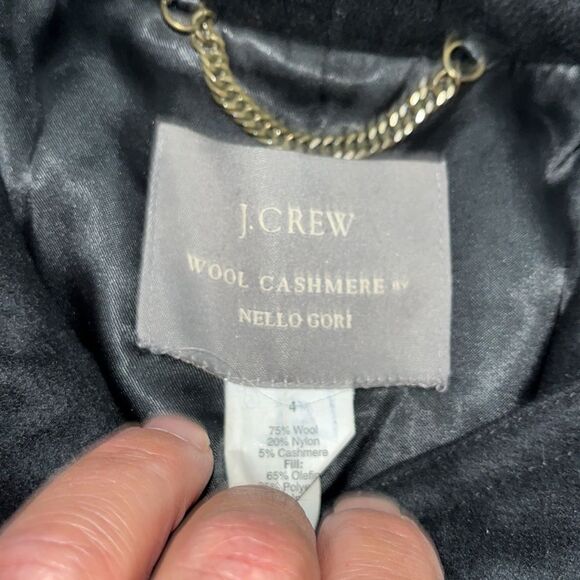 J.CREW
WOOL CASHMERE BY
NELLO GORI
4
75% Wool
20% Nylon
5% Cashmere
Fill:
65% Olefin